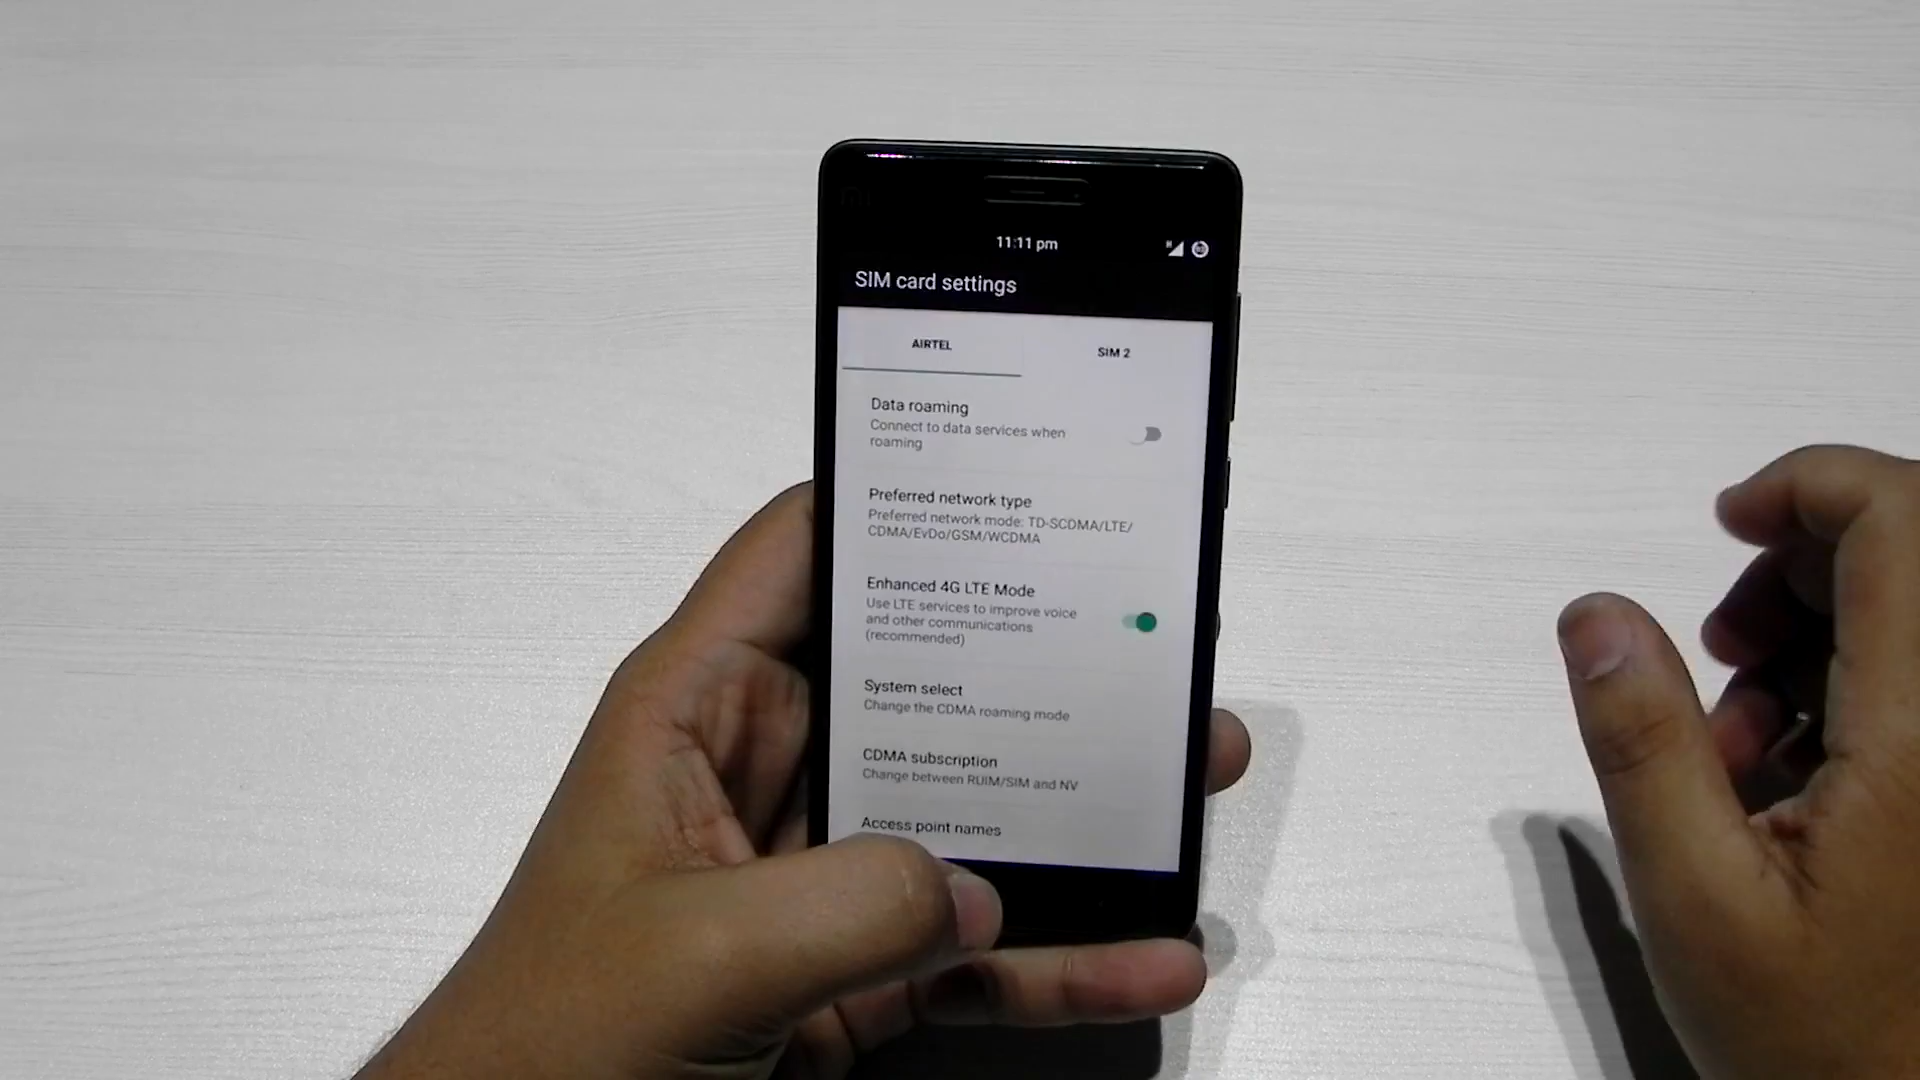 11:11 pm
H
SIM card settings
AIRTEL
SIM 2
Data roaming
Connect to data services when
roaming
Preferred network type
Preferred network mode: TD-SCDMA/LTE/
CDMA/EvDo/GSM/WCDMA
Enhanced 4G LTE Mode
Use LTE services to improve voice
and other communications
(recommended)
System select
Change the CDMA roaming mode
CDMA subscription
Change between RUIM/SIM and NV
Access point names